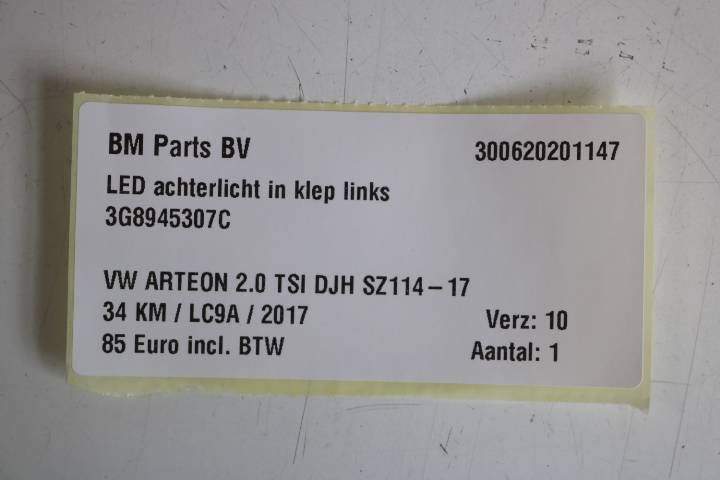 BM Parts BV 300620201147
LED achterlicht in klep links
3G8945307C
VW ARTEON 2.0 TSI DJH SZ114-17
34 KM / LC9A / 2017 Verz: 10
85 Euro incl. BTW Aantal: 1